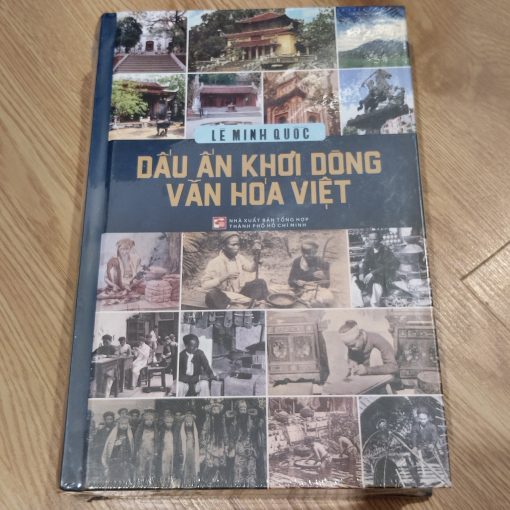 LÊ MINH QUỐC
DẤU ẤN KHƠI DÒNG
VĂN HÓA VIỆT
NHÀ XUẤT BẢN TỔNG HỢP
THÀNH PHỐ HỒ CHÍ MINH